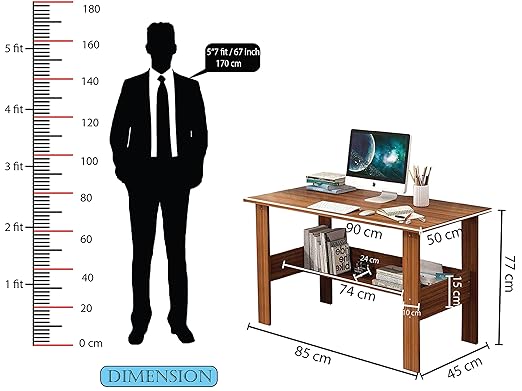 180
5 fit
160
140
4 fit
120
3 fit
100
80
2 fit
60
40
1 fit
20
0 cm
5"7 fit / 67 inch
170 cm
90 cm
50 cm
24 cm
74 cm
15 cm
10 cm
77 cm
85 cm
45 cm
DIMENSION